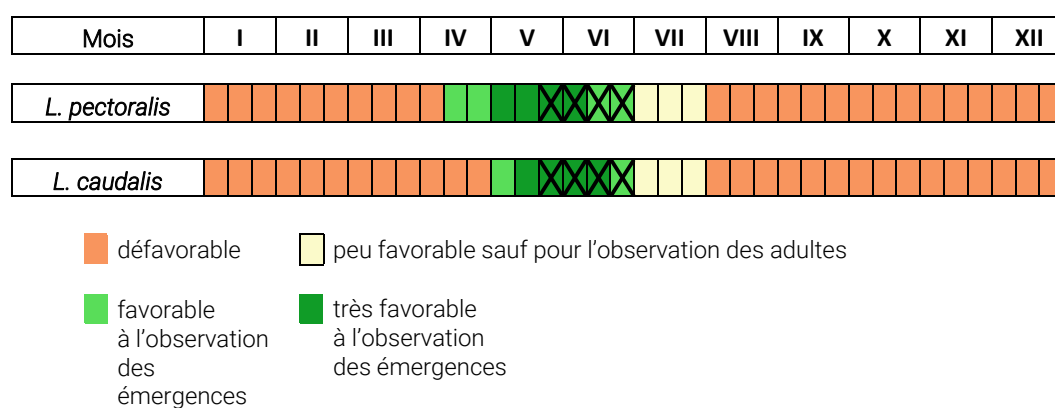 Mois I II III IV V VI VII VIII IX X XI XII
L. pectoralis
L. caudalis
défavorable
peu favorable sauf pour l'observation des adultes
favorable
à l'observation
des
émergences
très favorable
à l'observation
des émergences